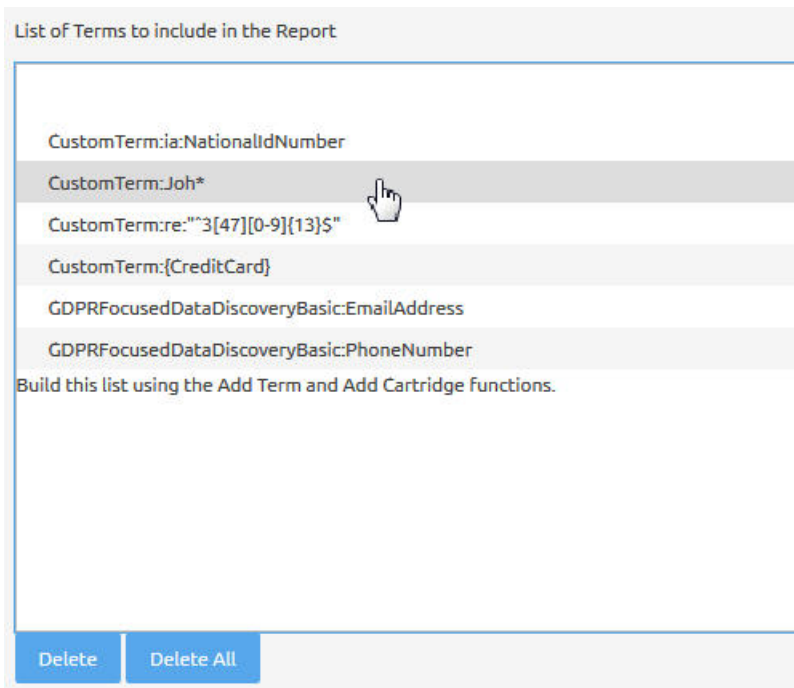 List of Terms to include in the Report
CustomTerm:ia:NationalIdNumber
CustomTerm:Joh*
CustomTerm:re:"^3[47][0-9]{13}$"
CustomTerm:{CreditCard}
GDPRFocusedDataDiscoveryBasic:EmailAddress
GDPRFocusedDataDiscoveryBasic:PhoneNumber
Build this list using the Add Term and Add Cartridge functions.
Delete Delete All